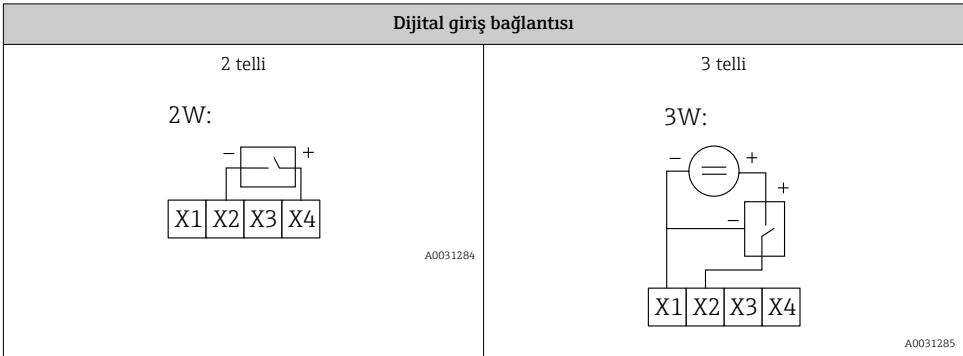 Dijital giriş bağlantısı
2 telli
2W:
− +
X1 X2 X3 X4
A0031284
3 telli
3W:
− +
+
−
X1 X2 X3 X4
A0031285